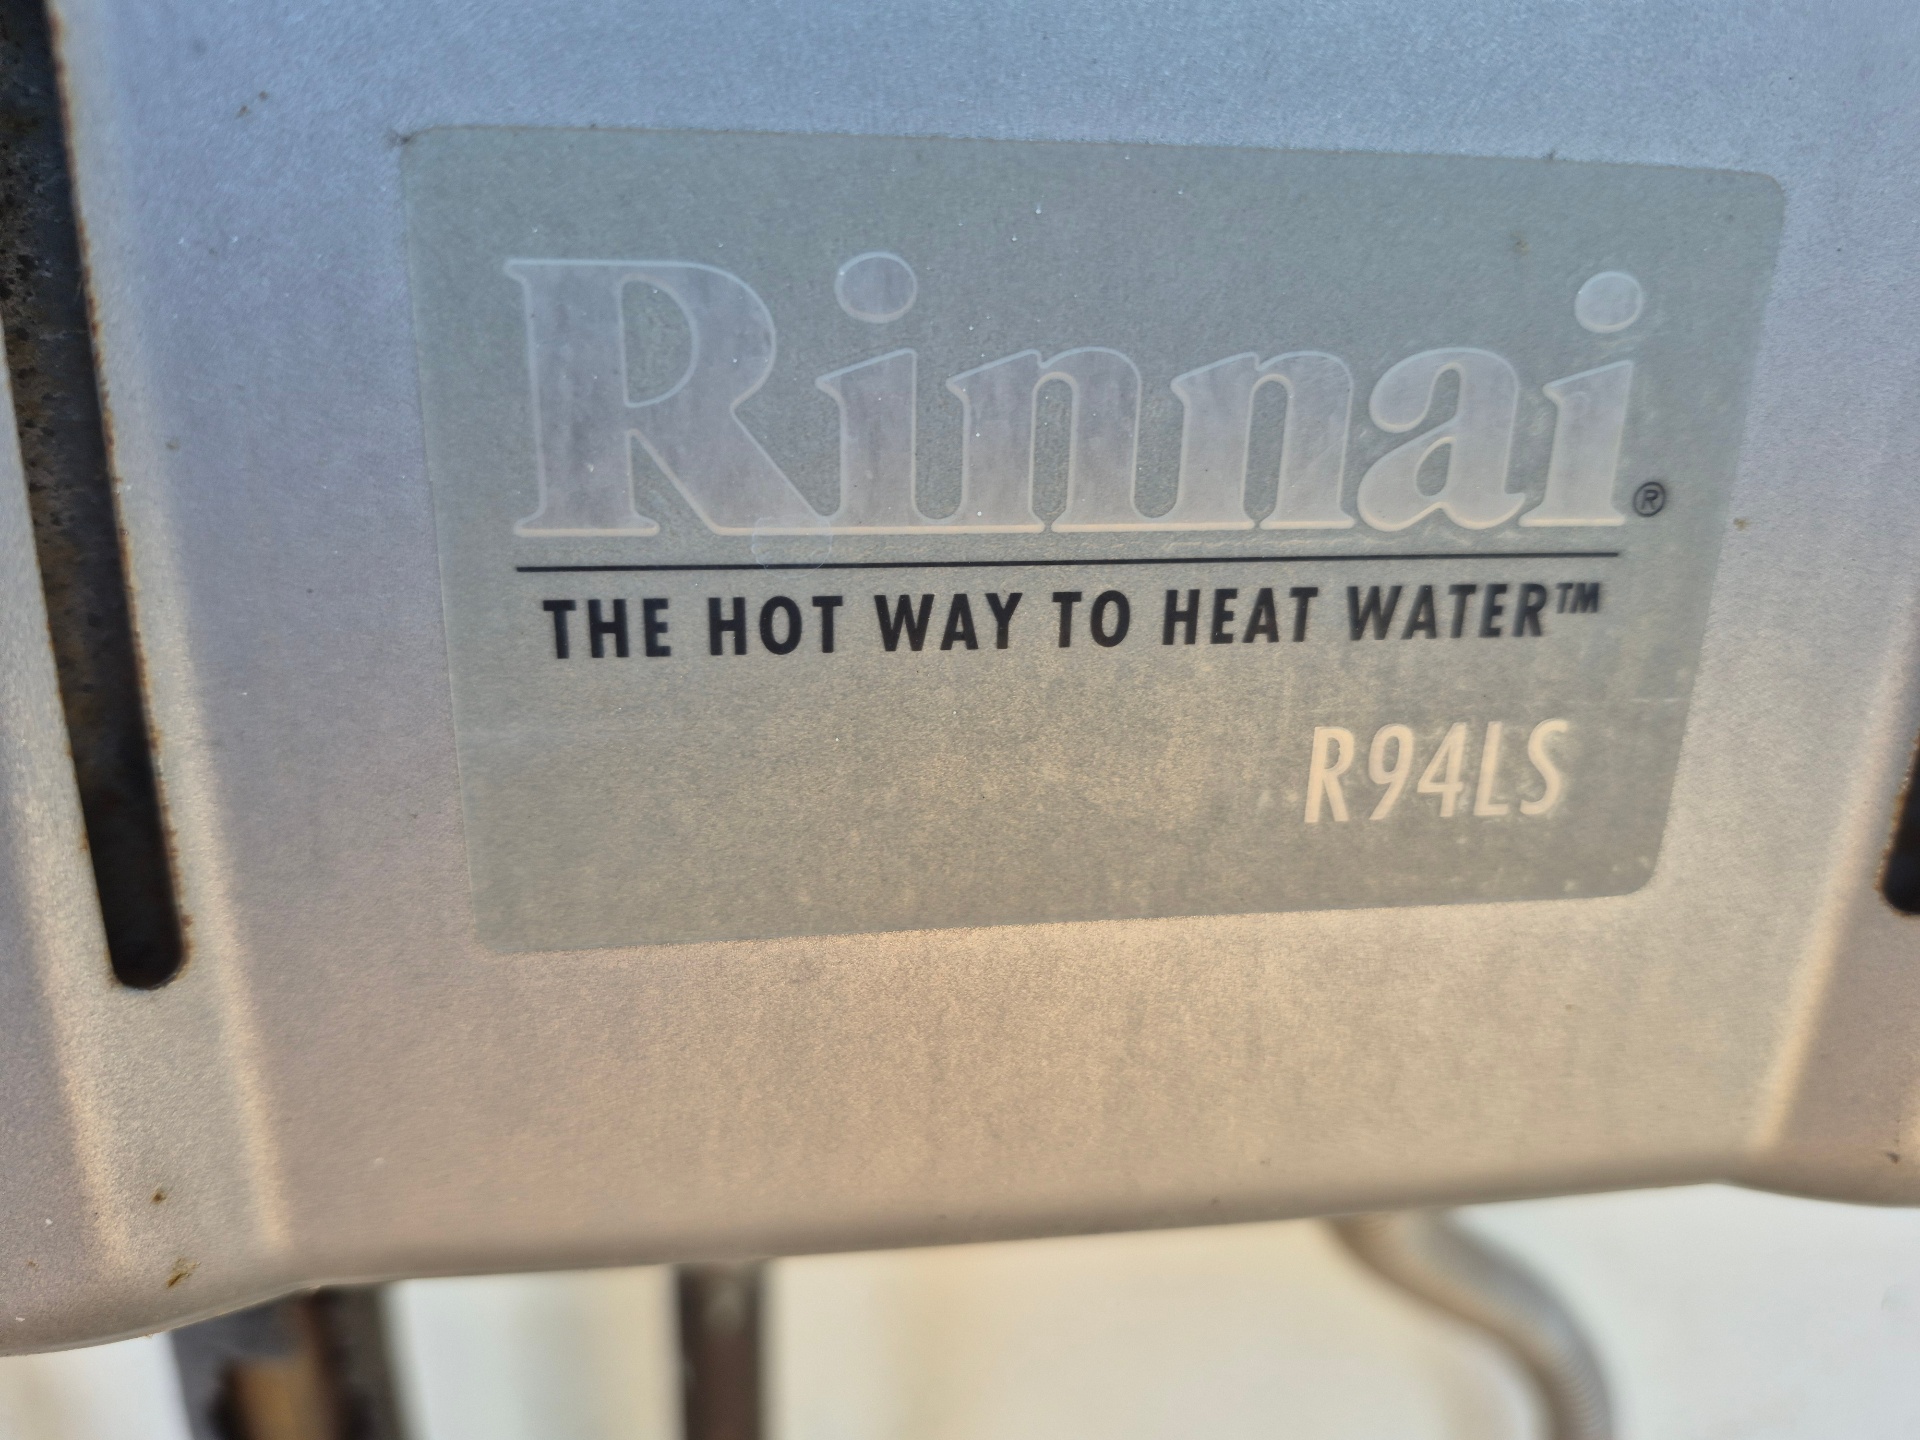 Rinnai®
THE HOT WAY TO HEAT WATER™
R94LS